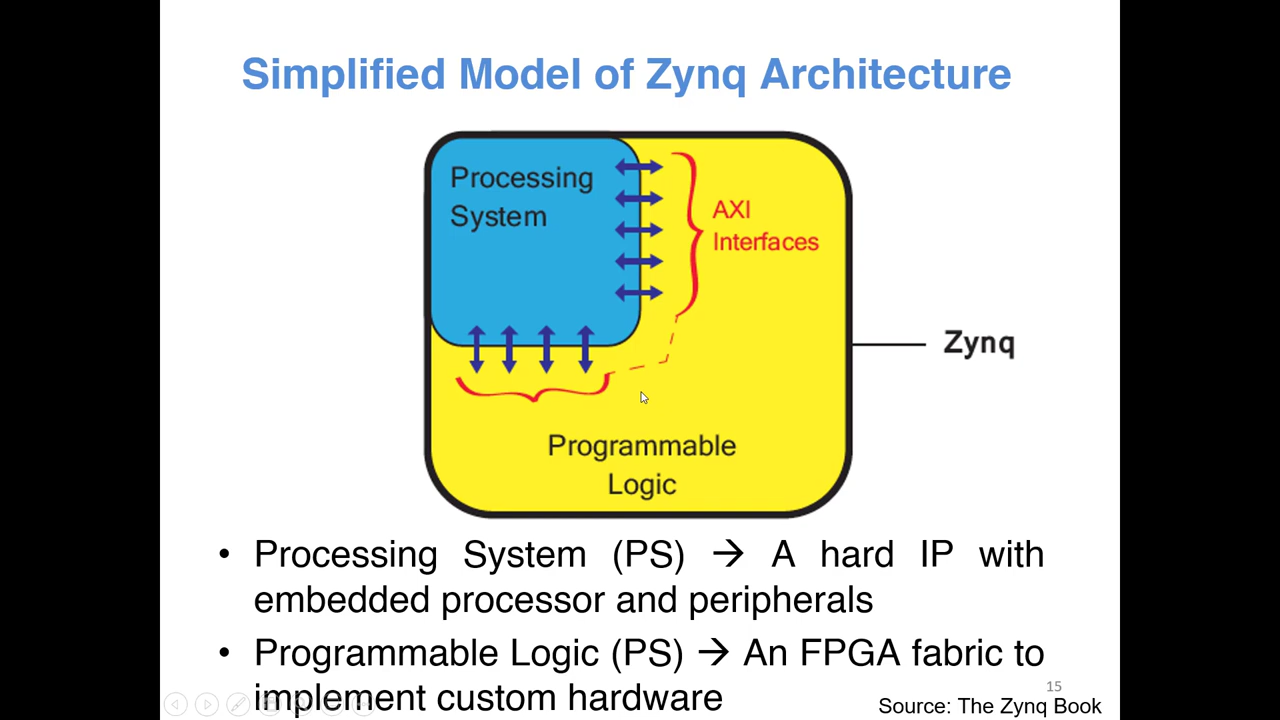 Simplified Model of Zynq Architecture
Processing
System
AXI
Interfaces
Zynq
Programmable
Logic
• Processing System (PS) → A hard IP with
embedded processor and peripherals
• Programmable Logic (PS) → An FPGA fabric to
implement custom hardware
15
Source: The Zynq Book